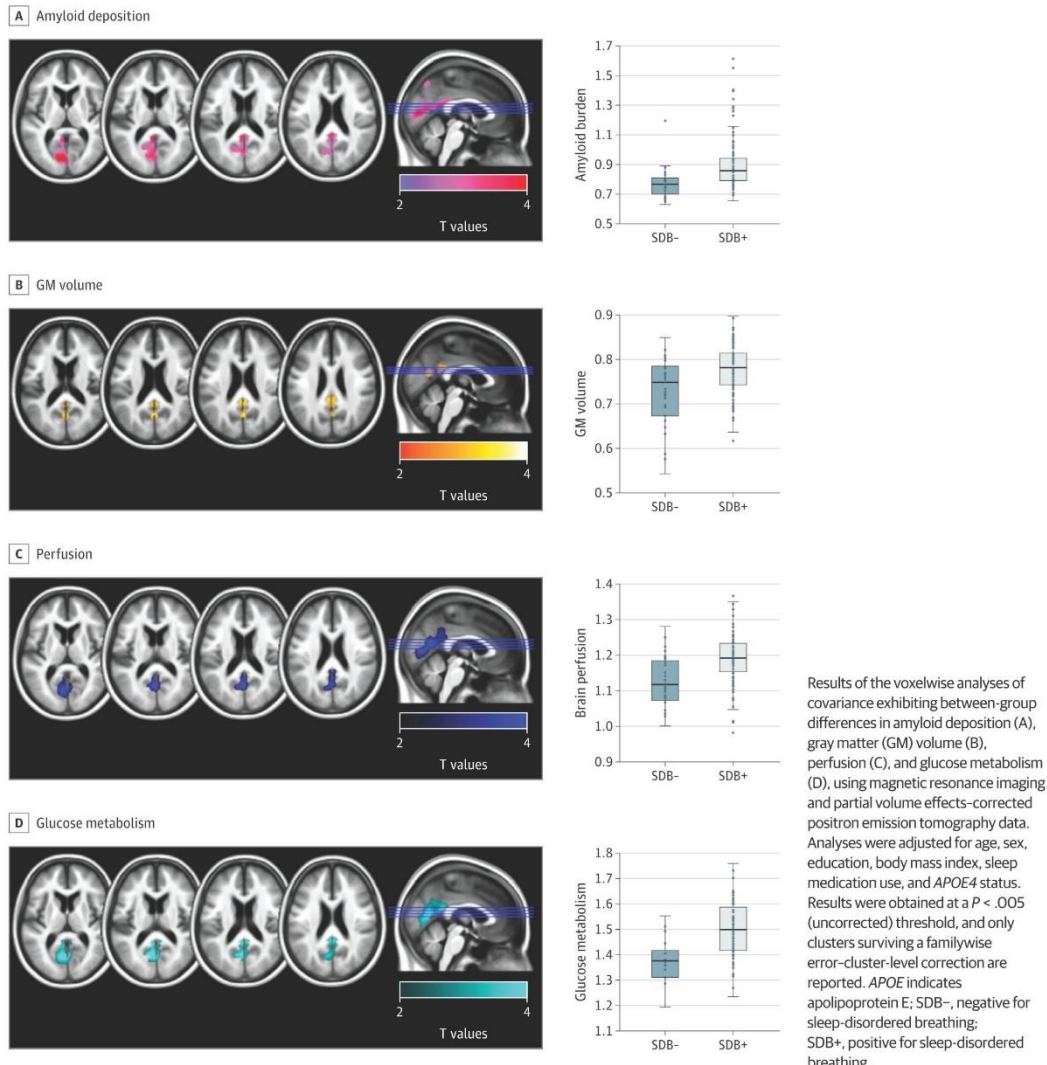 A Amyloid deposition
2 4
T values
Amyloid burden
1.7
1.5
1.3
1.1
0.9
0.7
0.5
SDB− SDB+
B GM volume
2 4
T values
GM volume
0.9
0.8
0.7
0.6
0.5
SDB− SDB+
C Perfusion
2 4
T values
Brain perfusion
1.4
1.3
1.2
1.1
1.0
0.9
SDB− SDB+
D Glucose metabolism
2 4
T values
Glucose metabolism
1.8
1.7
1.6
1.5
1.4
1.3
1.2
1.1
SDB− SDB+
Results of the voxelwise analyses of
covariance exhibiting between-group
differences in amyloid deposition (A),
gray matter (GM) volume (B),
perfusion (C), and glucose metabolism
(D), using magnetic resonance imaging
and partial volume effects–corrected
positron emission tomography data.
Analyses were adjusted for age, sex,
education, body mass index, sleep
medication use, and APOE4 status.
Results were obtained at a P < .005
(uncorrected) threshold, and only
clusters surviving a familywise
error–cluster-level correction are
reported. APOE indicates
apolipoprotein E; SDB−, negative for
sleep-disordered breathing;
SDB+, positive for sleep-disordered
breathing